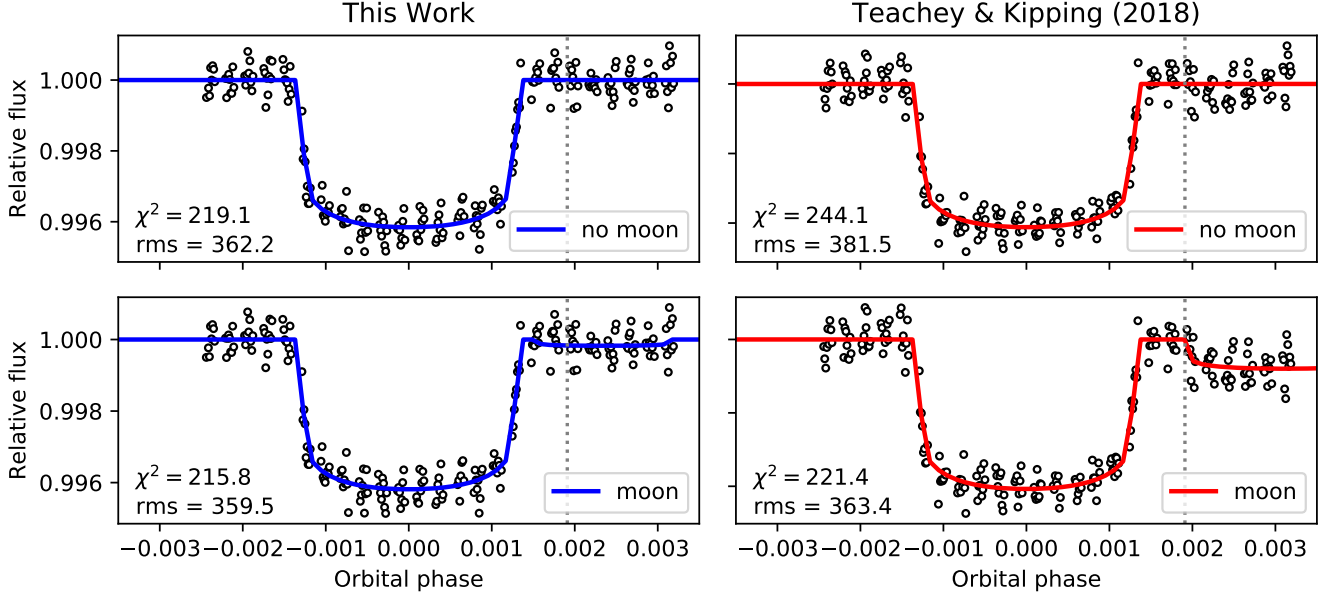 This Work
Teachey & Kipping (2018)
Relative flux
1.000
0.998
0.996
χ² = 219.1
rms = 362.2
no moon
χ² = 244.1
rms = 381.5
no moon
Relative flux
1.000
0.998
0.996
χ² = 215.8
rms = 359.5
moon
χ² = 221.4
rms = 363.4
moon
−0.003 −0.002 −0.001 0.000 0.001 0.002 0.003
Orbital phase
−0.003 −0.002 −0.001 0.000 0.001 0.002 0.003
Orbital phase